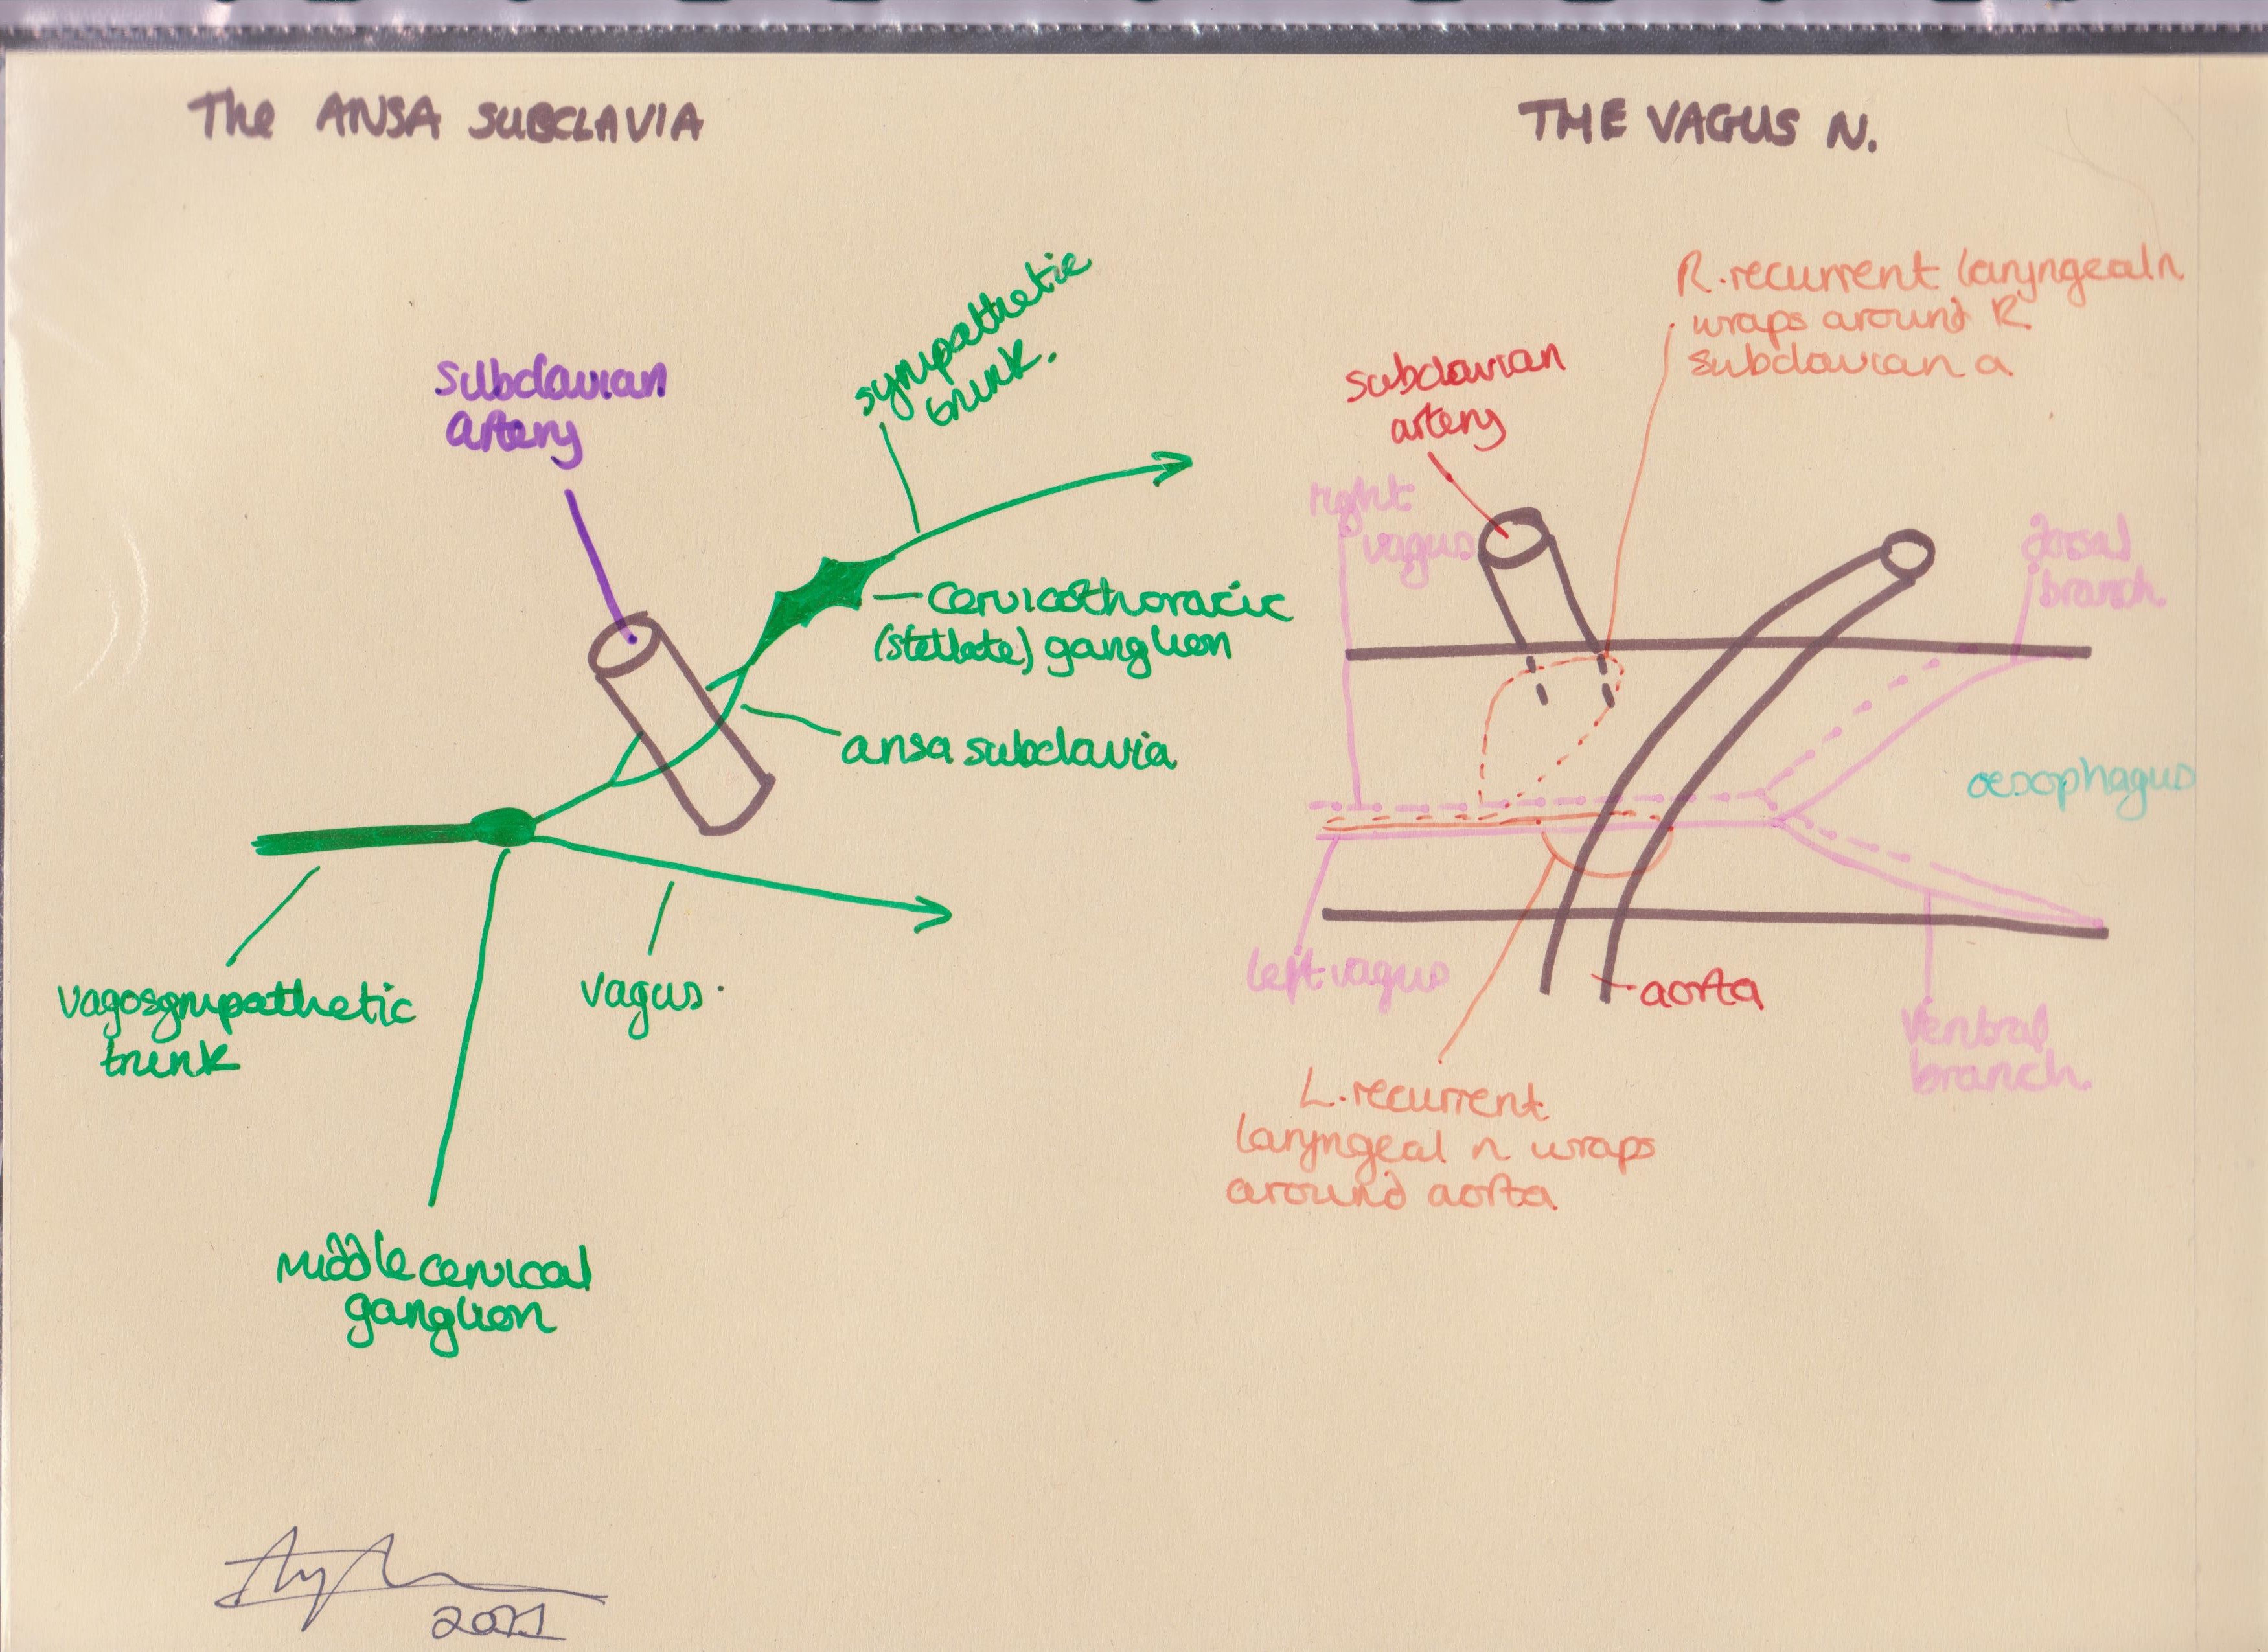 The ANSA SUBCLAVIA
subclavian
artery
sympathetic
trunk.
cervicothoracic
(stellate) ganglion
ansa subclavia
vagosympathetic
trunk
vagus.
middle cervical
ganglion
2011
THE VAGUS N.
R. recurrent laryngeal n
wraps around R
subclavian a
subclavian
artery
right
vagus
dorsal
branch.
oesophagus
left vagus
aorta
ventral
branch.
L. recurrent
laryngeal n wraps
around aorta